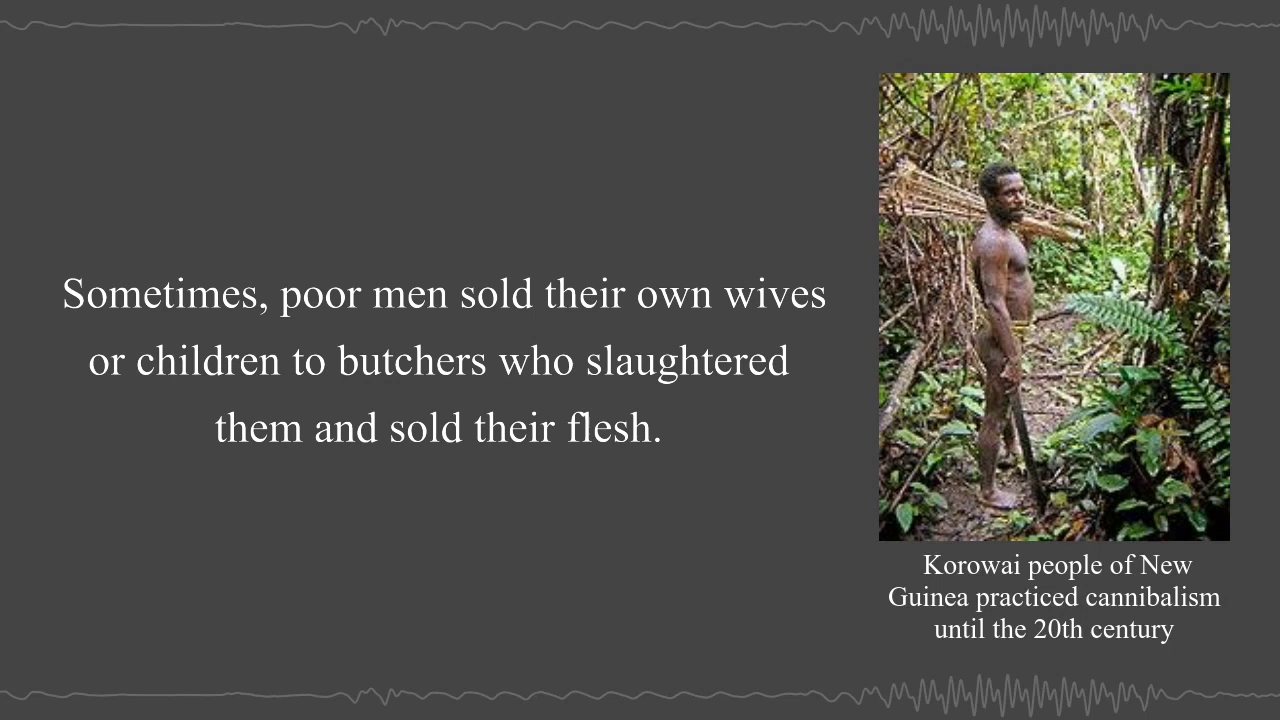 Sometimes, poor men sold their own wives
or children to butchers who slaughtered
them and sold their flesh.
Korowai people of New
Guinea practiced cannibalism
until the 20th century